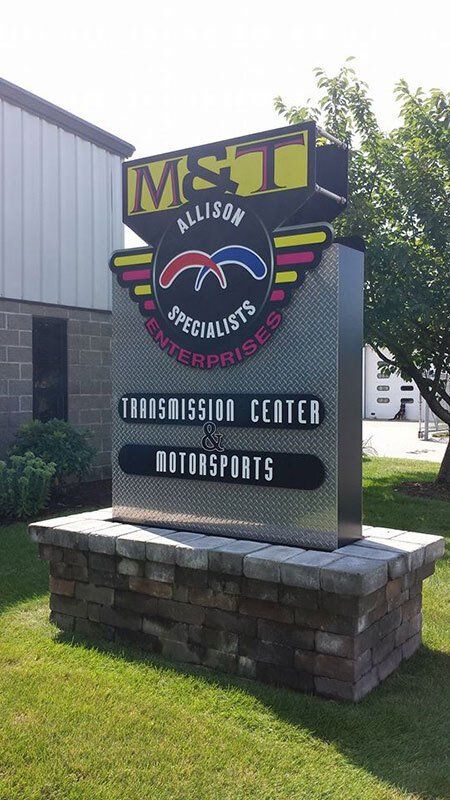 M&T
ALLISON
SPECIALISTS
ENTERPRISES
TRANSMISSION CENTER
&
MOTORSPORTS